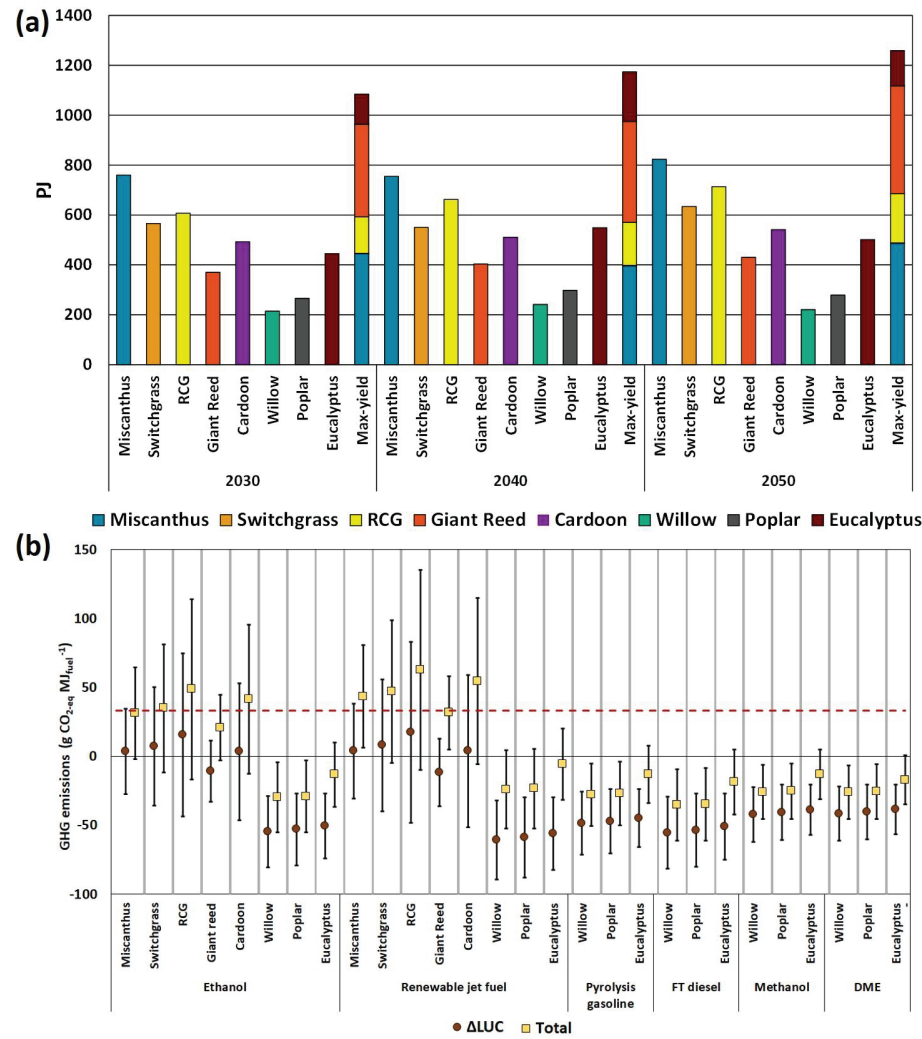 (a)
1400
1200
1000
800
600
400
200
0
PJ
Miscanthus
Switchgrass
RCG
Giant Reed
Cardoon
Willow
Poplar
Eucalyptus
Max-yield
Miscanthus
Switchgrass
RCG
Giant Reed
Cardoon
Willow
Poplar
Eucalyptus
Max-yield
Miscanthus
Switchgrass
RCG
Giant Reed
Cardoon
Willow
Poplar
Eucalyptus
Max-yield
2030 2040 2050
Miscanthus Switchgrass RCG Giant Reed Cardoon Willow Poplar Eucalyptus
(b)
150
100
50
0
-50
-100
GHG emissions (g CO2-eq MJfuel-1)
Miscanthus
Switchgrass
RCG
Giant reed
Cardoon
Willow
Poplar
Eucalyptus
Miscanthus
Switchgrass
RCG
Giant Reed
Cardoon
Willow
Poplar
Eucalyptus
Willow
Poplar
Eucalyptus
Willow
Poplar
Eucalyptus
Willow
Poplar
Eucalyptus
Willow
Poplar
Eucalyptus -
Ethanol Renewable jet fuel Pyrolysis gasoline FT diesel Methanol DME
ΔLUC Total